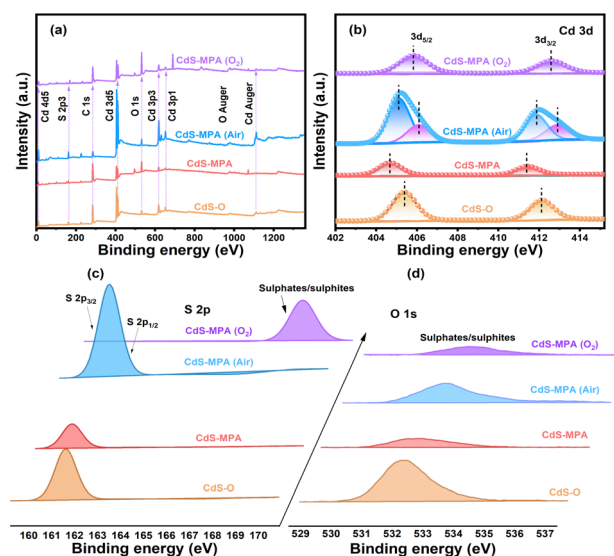 (a)
CdS-MPA (O₂)
Cd 4d5
S 2p3
C 1s
Cd 3d5
O 1s
Cd 3p3
Cd 3p1
O Auger
Cd Auger
CdS-MPA (Air)
CdS-MPA
CdS-O
Intensity (a.u.)
0 200 400 600 800 1000 1200
Binding energy (eV)
(b)
Cd 3d
3d₅/₂
3d₃/₂
CdS-MPA (O₂)
CdS-MPA (Air)
CdS-MPA
CdS-O
Intensity (a.u.)
402 404 406 408 410 412 414
Binding energy (eV)
(c)
S 2p
S 2p₃/₂
S 2p₁/₂
Sulphates/sulphites
CdS-MPA (O₂)
CdS-MPA (Air)
CdS-MPA
CdS-O
160 161 162 163 164 165 166 167 168 169 170
Binding energy (eV)
(d)
O 1s
Sulphates/sulphites
CdS-MPA (O₂)
CdS-MPA (Air)
CdS-MPA
CdS-O
529 530 531 532 533 534 535 536 537
Binding energy (eV)